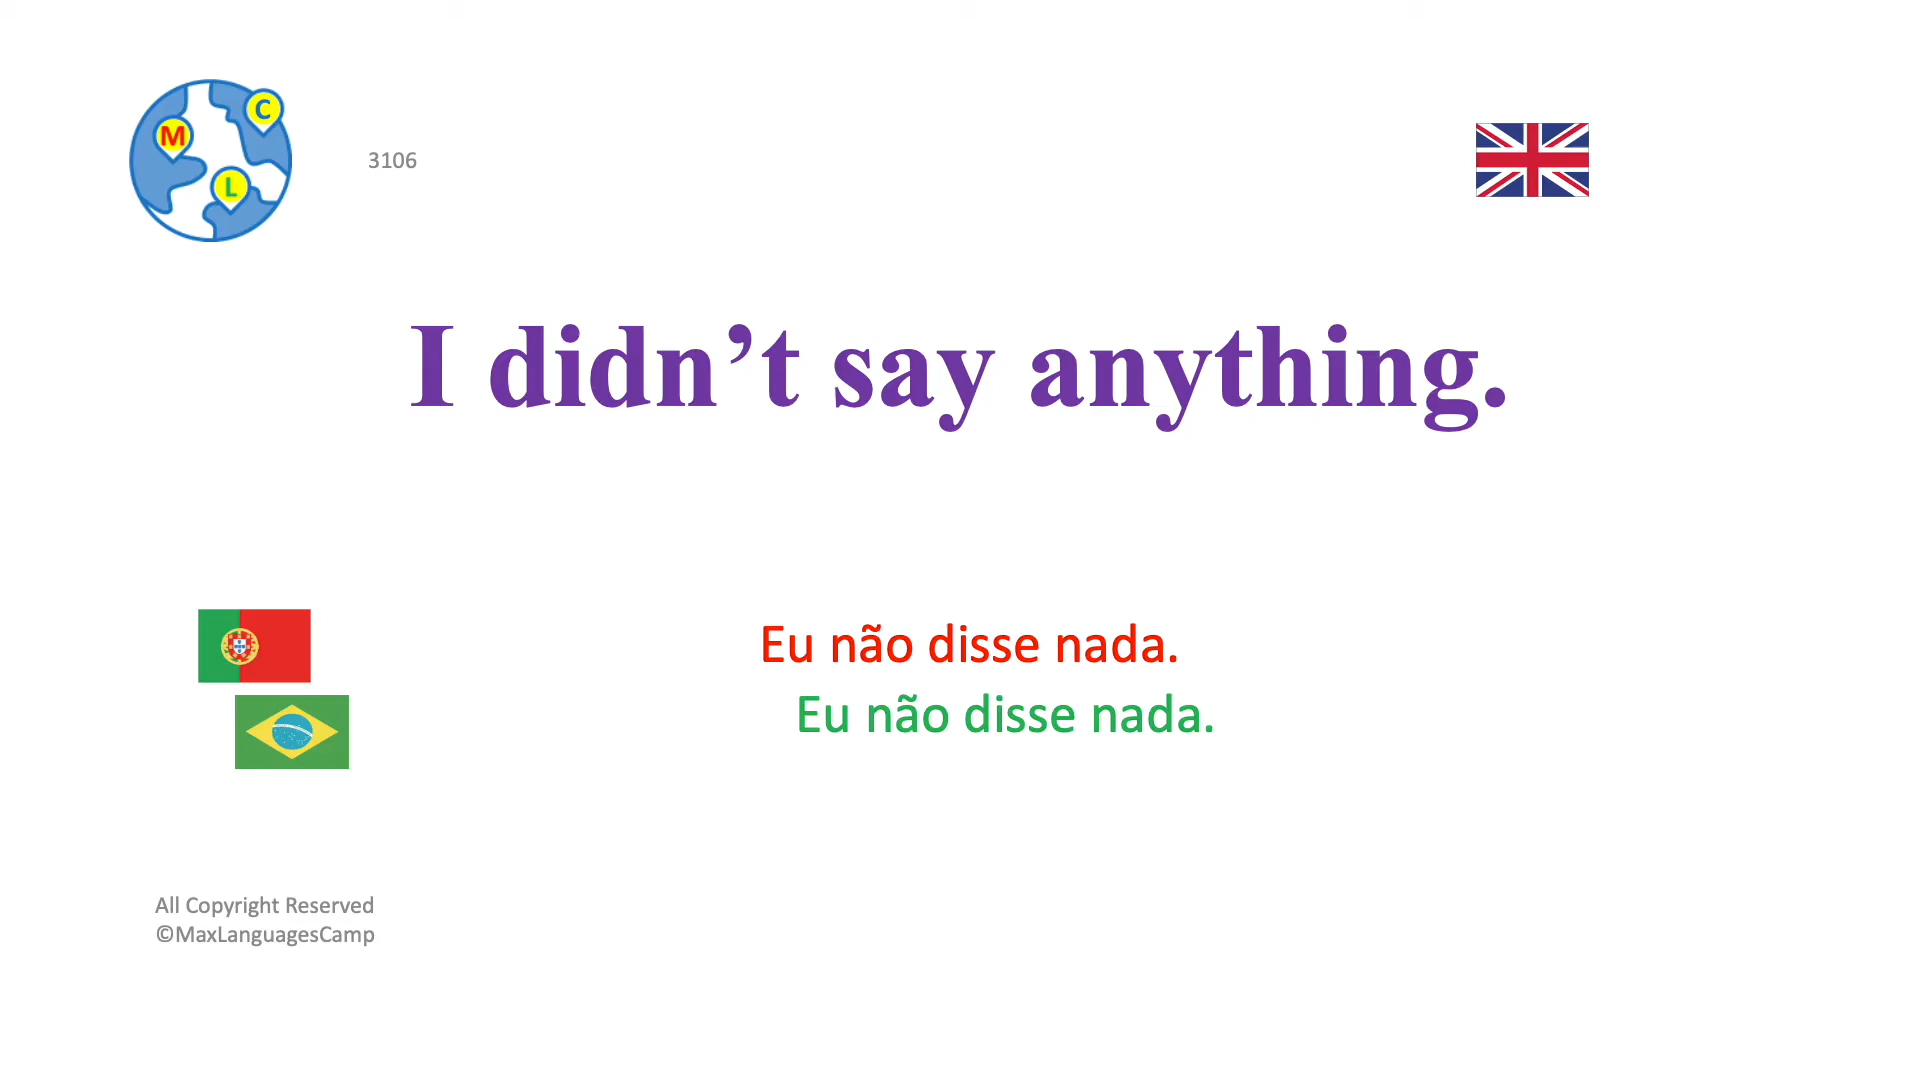 C
M
L
3106
I didn’t say anything.
Eu não disse nada.
Eu não disse nada.
All Copyright Reserved
©MaxLanguagesCamp